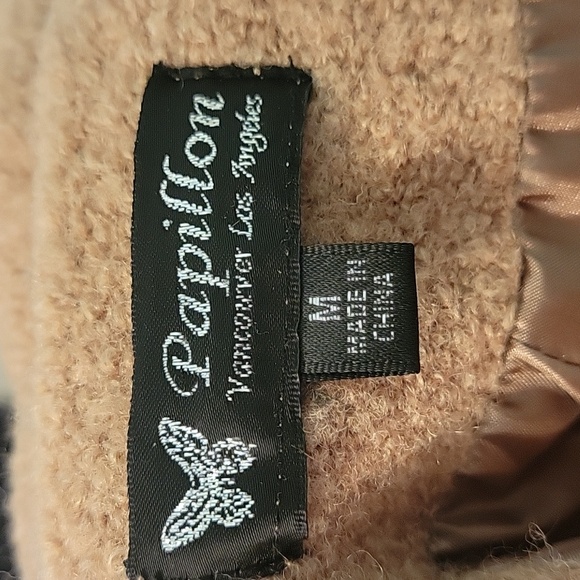 Papillon
Vancouver Los Angeles
M
MADE IN
CHINA